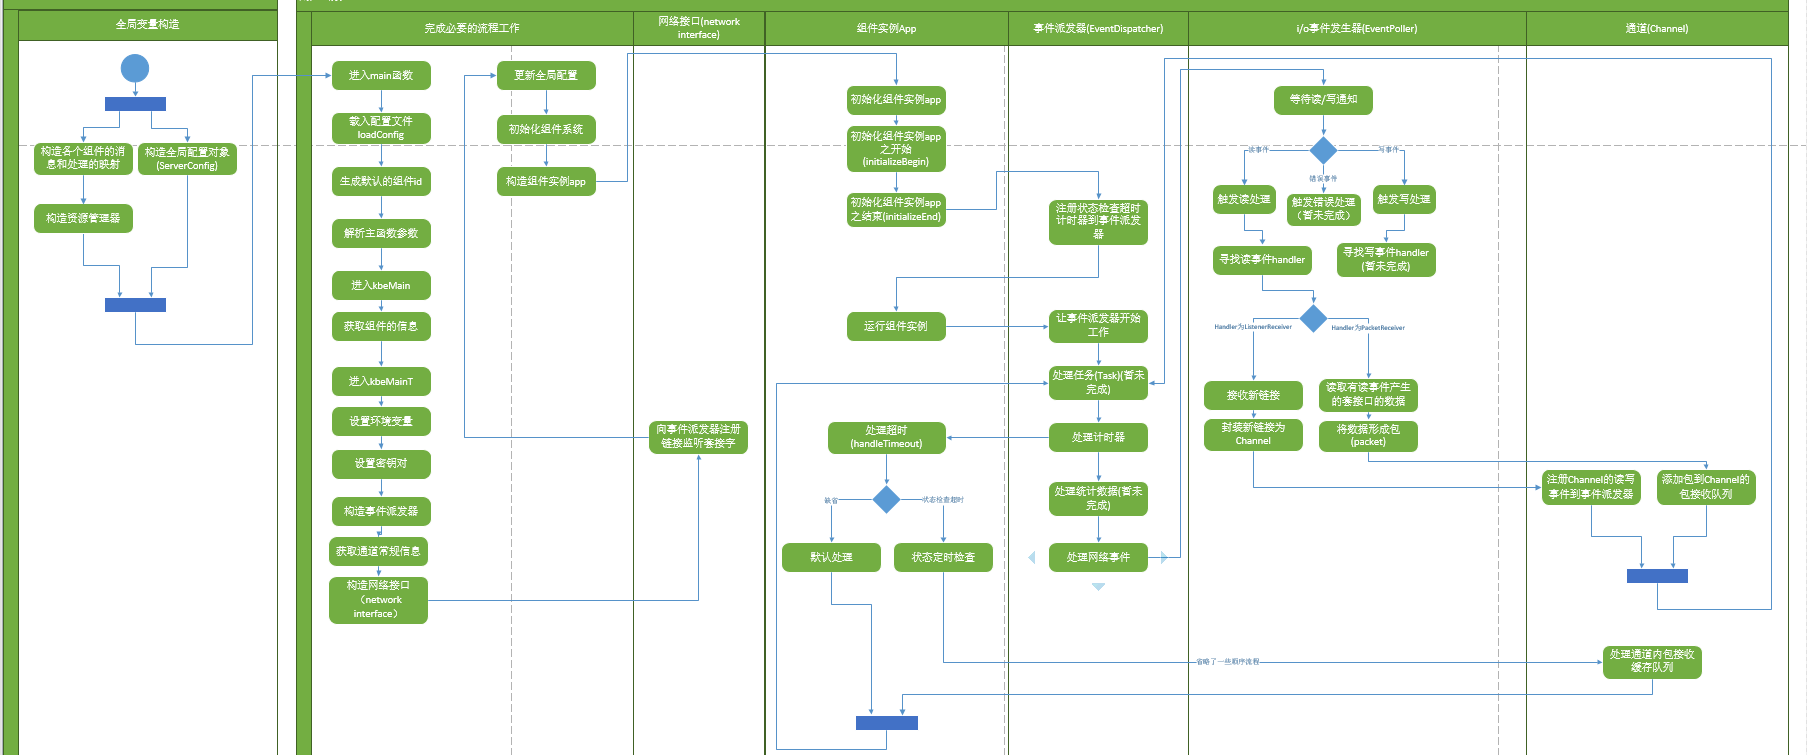 全局变量构造
完成必要的流程工作
网络接口(network
interface)
组件实例App
事件派发器(EventDispatcher)
i/o事件发生器(EventPoller)
通道(Channel)
构造各个组件的消
息和处理的映射
构造全局配置对象
(ServerConfig)
构造资源管理器
进入main函数
载入配置文件
loadConfig
生成默认的组件id
解析主函数参数
进入kbeMain
获取组件的信息
进入kbeMainT
设置环境变量
设置密钥对
构造事件派发器
获取通道常规信息
构造网络接口
（network
interface）
更新全局配置
初始化组件系统
构造组件实例app
向事件派发器注册
链接监听套接字
初始化组件实例app
初始化组件实例app
之开始
(initializeBegin)
初始化组件实例app
之结束(initializeEnd)
运行组件实例
处理超时
(handleTimeout)
缺省
状态检查超时
默认处理
状态定时检查
注册状态检查超时
计时器到事件派发
器
让事件派发器开始
工作
处理任务(Task)(暂未
完成)
处理计时器
处理统计数据(暂未
完成)
处理网络事件
等待读/写通知
读事件
写事件
错误事件
触发读处理
触发错误处理
（暂未完成）
触发写处理
寻找读事件handler
寻找写事件handler
(暂未完成)
Handler为ListenerReceiver
Handler为PacketReceiver
接收新链接
封装新链接为
Channel
读取有读事件产生
的套接口的数据
将数据形成包
(packet)
注册Channel的读写
事件到事件派发器
添加包到Channel的
包接收队列
省略了一些顺序流程
处理通道内包接收
缓存队列